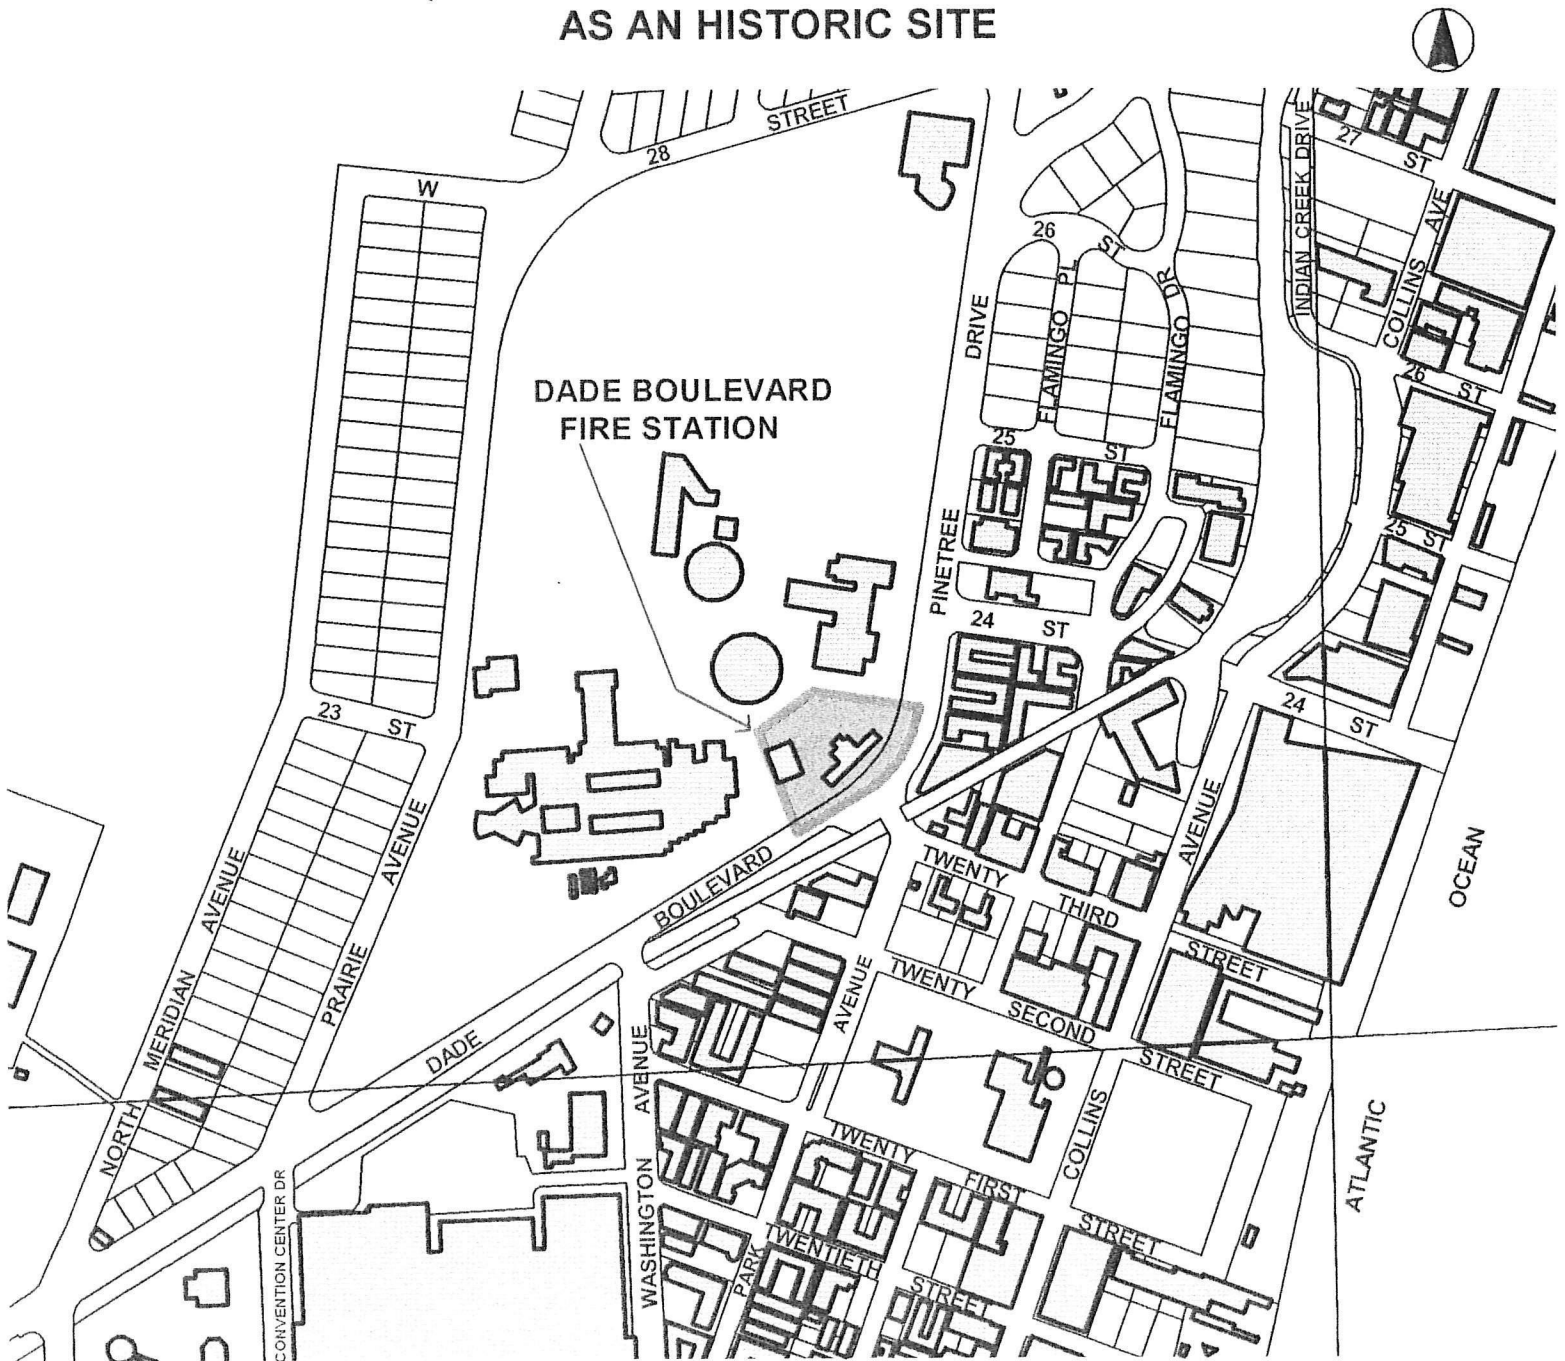 AS AN HISTORIC SITE
STREET
28
W
27
ST
INDIAN CREEK DRIVE
AVE
COLLINS
26
ST
PL
FLAMINGO
DR
FLAMINGO
DRIVE
PINETREE
26
ST
DADE BOULEVARD
FIRE STATION
25
ST
25
ST
24
ST
24
ST
23
ST
AVENUE
PRAIRIE
AVENUE
MERIDIAN
NORTH
BOULEVARD
DADE
AVENUE
OCEAN
ATLANTIC
TWENTY
THIRD
STREET
TWENTY
SECOND
STREET
AVENUE
PARK
AVENUE
WASHINGTON
COLLINS
TWENTY
FIRST
STREET
TWENTIETH
STREET
CONVENTION CENTER DR